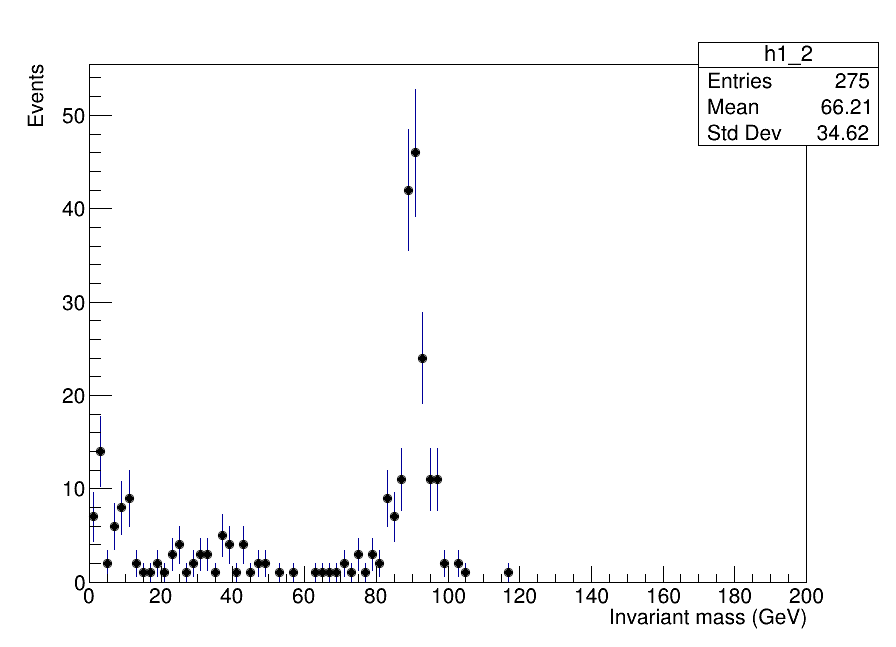 h1_2
Entries 275
Mean 66.21
Std Dev 34.62
Events
50
40
30
20
10
0
0 20 40 60 80 100 120 140 160 180 200
Invariant mass (GeV)